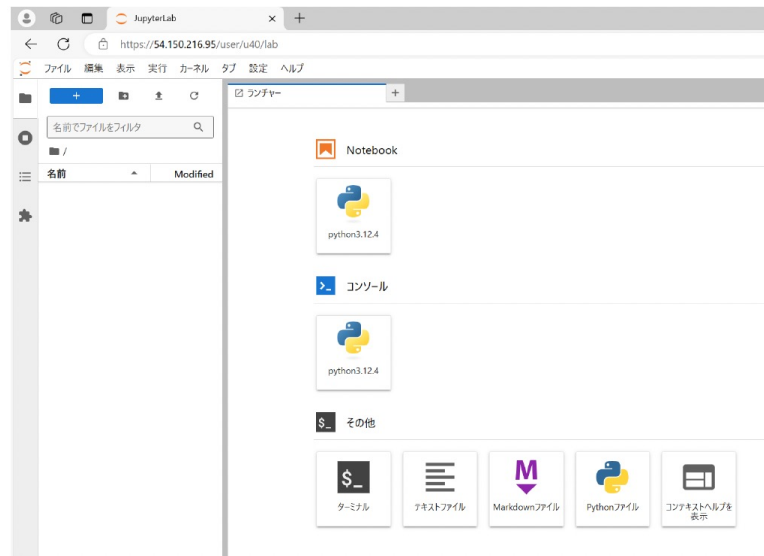 JupyterLab
https://54.150.216.95/user/u40/lab
ファイル 編集 表示 実行 カーネル タブ 設定 ヘルプ
ランチャー
名前でファイルをフィルタ
/
名前 Modified
Notebook
python3.12.4
コンソール
python3.12.4
$_ その他
$_
ターミナル
テキストファイル
M
Markdownファイル
Pythonファイル
コンテキストヘルプを
表示